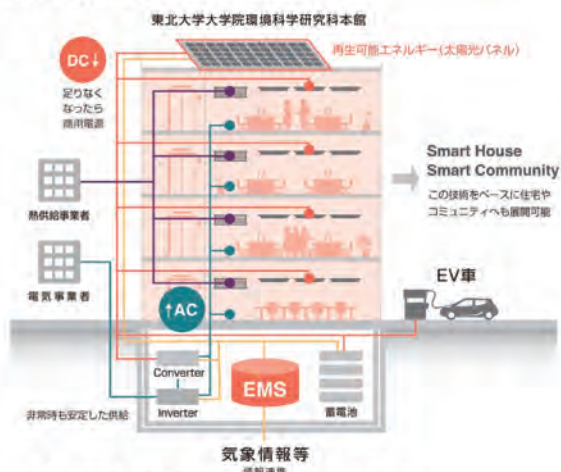 東北大学大学院環境科学研究科本館
DC↓
再生可能エネルギー(太陽光パネル)
足りなく
なったら
商用電源
Smart House
Smart Community
この技術をベースに住宅や
コミュニティへも展開可能
熱供給事業者
EV車
電気事業者
↑AC
Converter
EMS
Inverter
蓄電池
非常時も安定した供給
気象情報等
情報連携